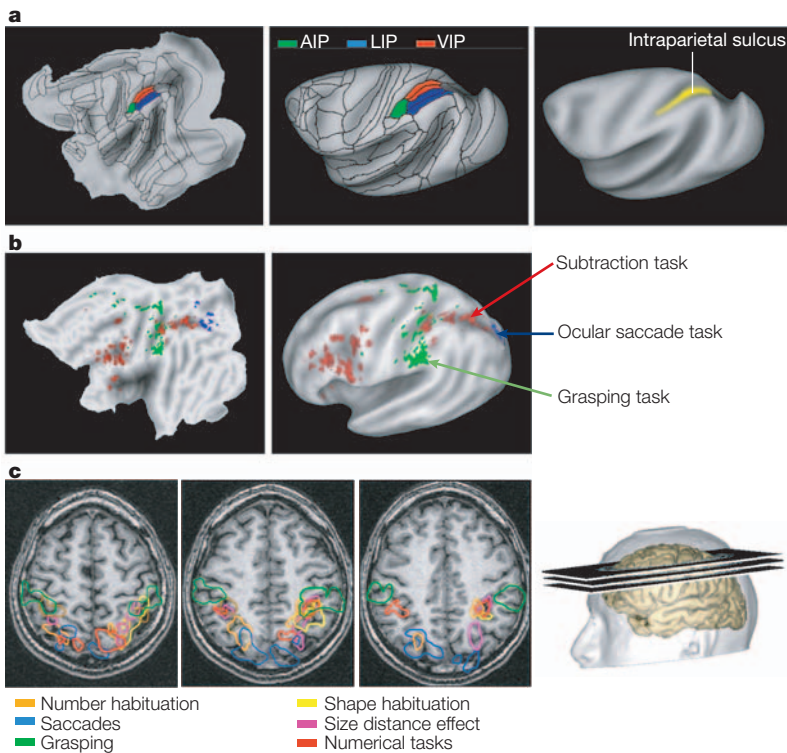 a
AIP LIP VIP
Intraparietal sulcus
b
Subtraction task
Ocular saccade task
Grasping task
c
Number habituation
Saccades
Grasping
Shape habituation
Size distance effect
Numerical tasks